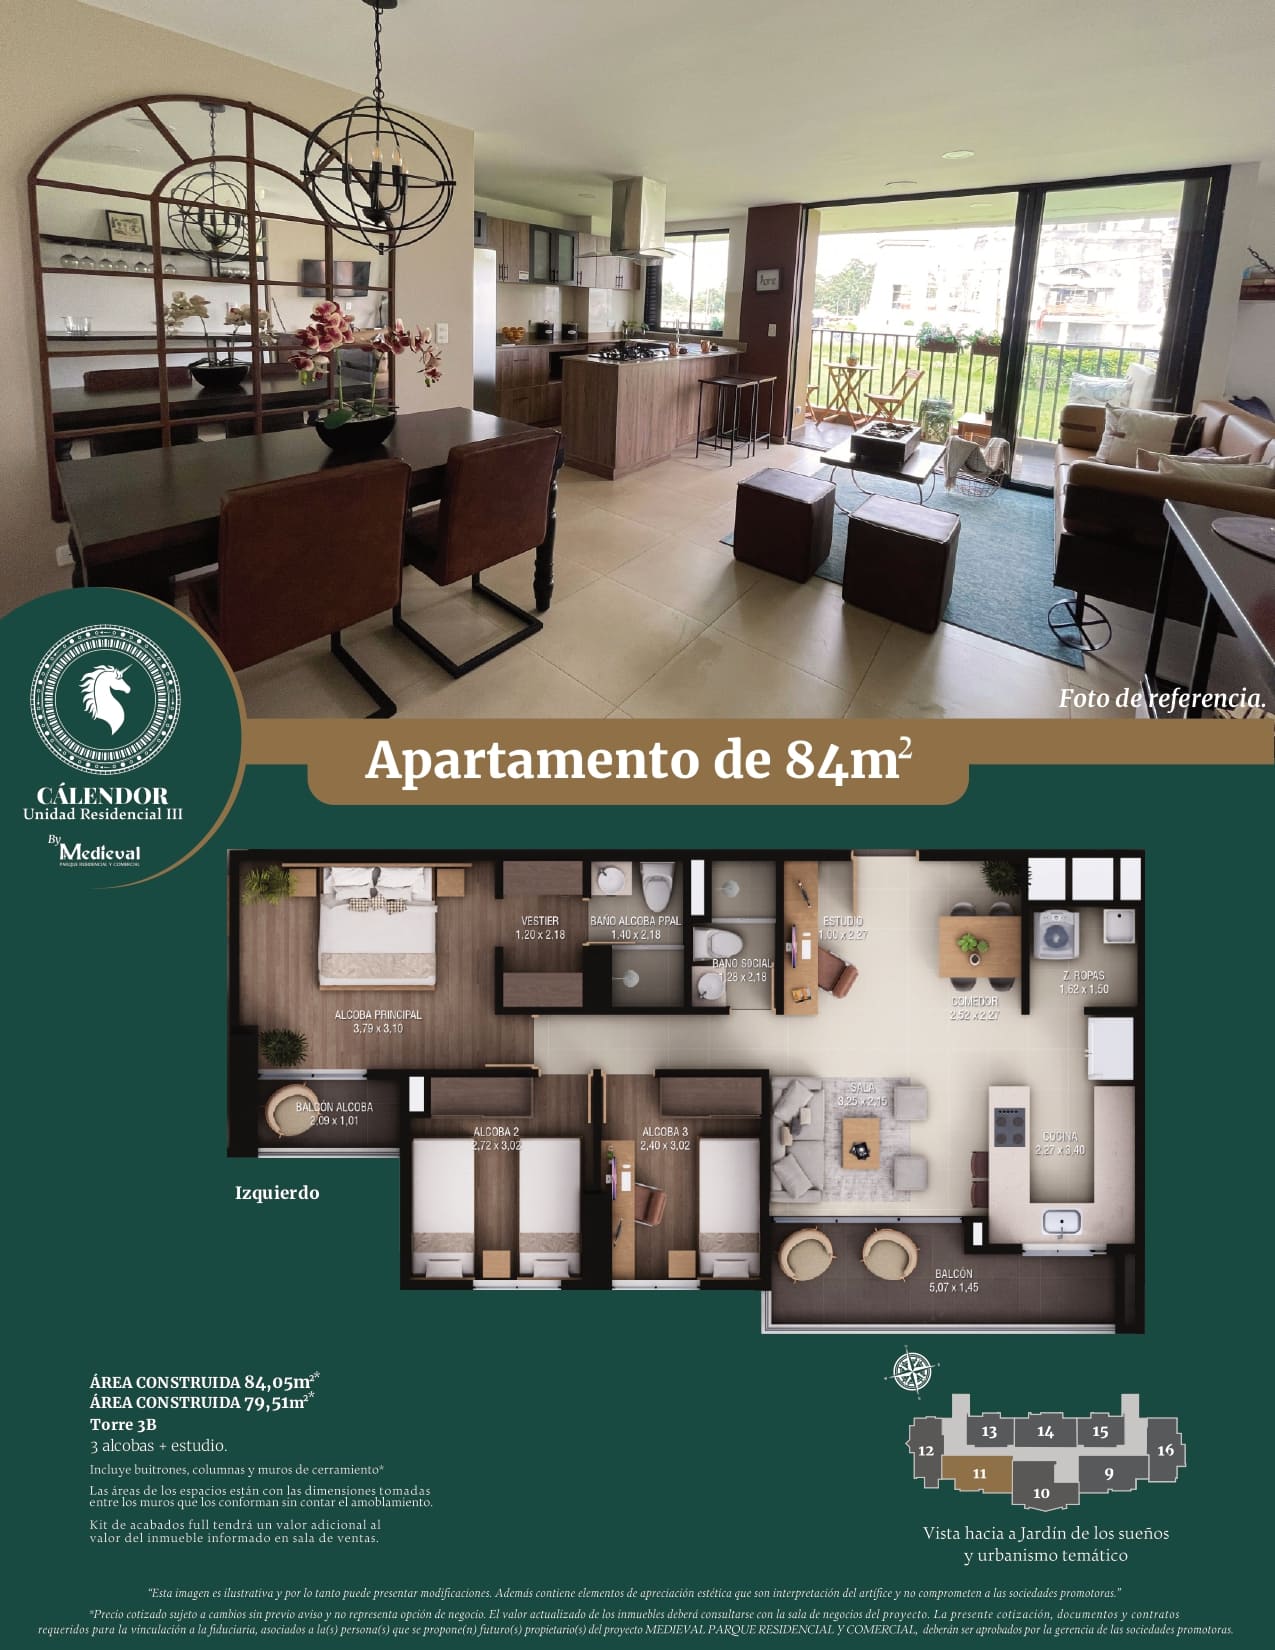 home
Foto de referencia.
Apartamento de 84m²
CÁLENDOR
Unidad Residencial III
By
Medieval
PARQUE RESIDENCIAL Y COMERCIAL
VESTIER
1.20 x 2.18
BAÑO ALCOBA PPAL
1,40 x 2,18
BAÑO SOCIAL
1,28 x 2,18
ESTUDIO
1.00 x 2,27
COMEDOR
2,52 x 2,27
Z. ROPAS
1,62 x 1,50
ALCOBA PRINCIPAL
3,79 x 3,10
BALCÓN ALCOBA
2,09 x 1,01
ALCOBA 2
2,72 x 3,02
ALCOBA 3
2,40 x 3,02
SALA
3,25 x 2,15
COCINA
2,27 x 3,40
BALCÓN
5,07 x 1,45
Izquierdo
ÁREA CONSTRUIDA 84,05m²*
ÁREA CONSTRUIDA 79,51m²*
Torre 3B
3 alcobas + estudio.
Incluye buitrones, columnas y muros de cerramiento*
Las áreas de los espacios están con las dimensiones tomadas
entre los muros que los conforman sin contar el amoblamiento.
Kit de acabados full tendrá un valor adicional al
valor del inmueble informado en sala de ventas.
13
14
15
12
16
11
9
10
Vista hacia a Jardín de los sueños
y urbanismo temático
“Esta imagen es ilustrativa y por lo tanto puede presentar modificaciones. Además contiene elementos de apreciación estética que son interpretación del artífice y no comprometen a las sociedades promotoras.”
*Precio cotizado sujeto a cambios sin previo aviso y no representa opción de negocio. El valor actualizado de los inmuebles deberá consultarse con la sala de negocios del proyecto. La presente cotización, documentos y contratos
requeridos para la vinculación a la fiduciaria, asociados a la(s) persona(s) que se propone(n) futuro(s) propietario(s) del proyecto MEDIEVAL PARQUE RESIDENCIAL Y COMERCIAL, deberán ser aprobados por la gerencia de las sociedades promotoras.